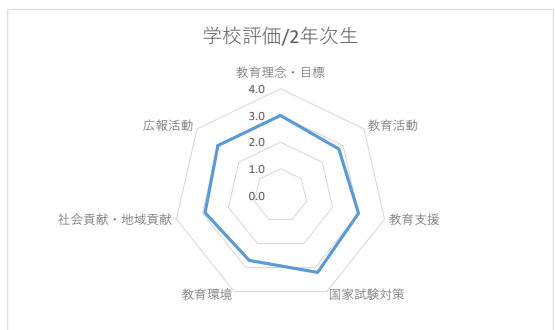 学校評価/2年次生
教育理念・目標
4.0
3.0
2.0
1.0
0.0
教育活動
教育支援
国家試験対策
教育環境
社会貢献・地域貢献
広報活動